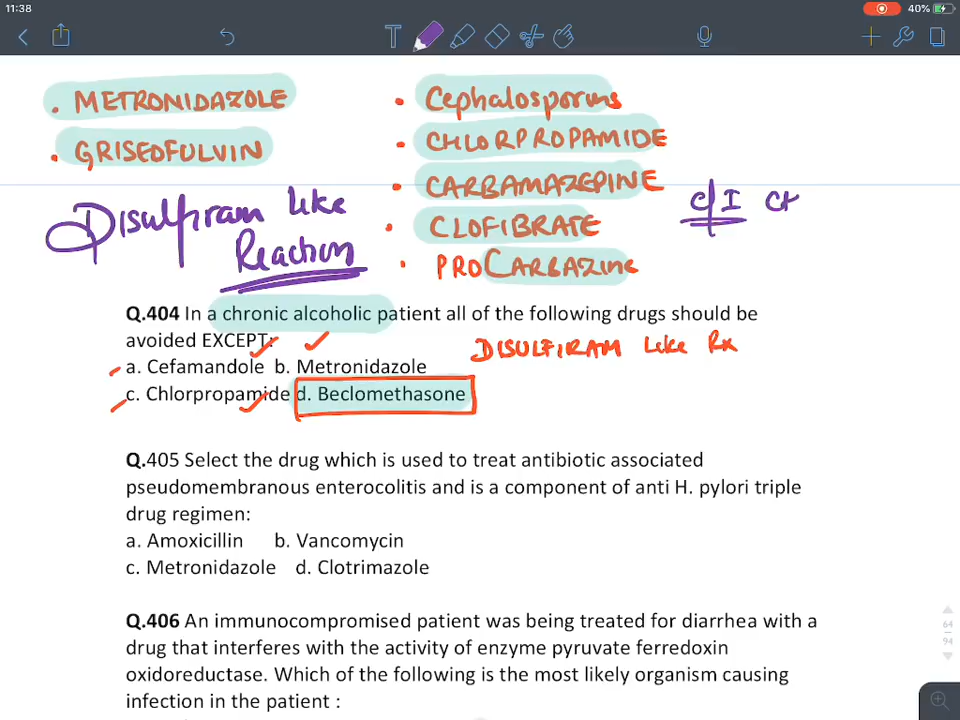 11:38
40%
T
. METRONIDAZOLE
. GRISEOFULVIN
. Cephalosporins
. CHLORPROPAMIDE
. CARBAMAZEPINE
. CLOFIBRATE
. PROCARBAZINE
C/I CH
Disulfiram like
Reaction
Q.404 In a chronic alcoholic patient all of the following drugs should be
avoided EXCEPT:
DISULFIRAM like Rx
a. Cefamandole b. Metronidazole
c. Chlorpropamide d. Beclomethasone
Q.405 Select the drug which is used to treat antibiotic associated
pseudomembranous enterocolitis and is a component of anti H. pylori triple
drug regimen:
a. Amoxicillin b. Vancomycin
c. Metronidazole d. Clotrimazole
Q.406 An immunocompromised patient was being treated for diarrhea with a
drug that interferes with the activity of enzyme pyruvate ferredoxin
oxidoreductase. Which of the following is the most likely organism causing
infection in the patient :
64
94